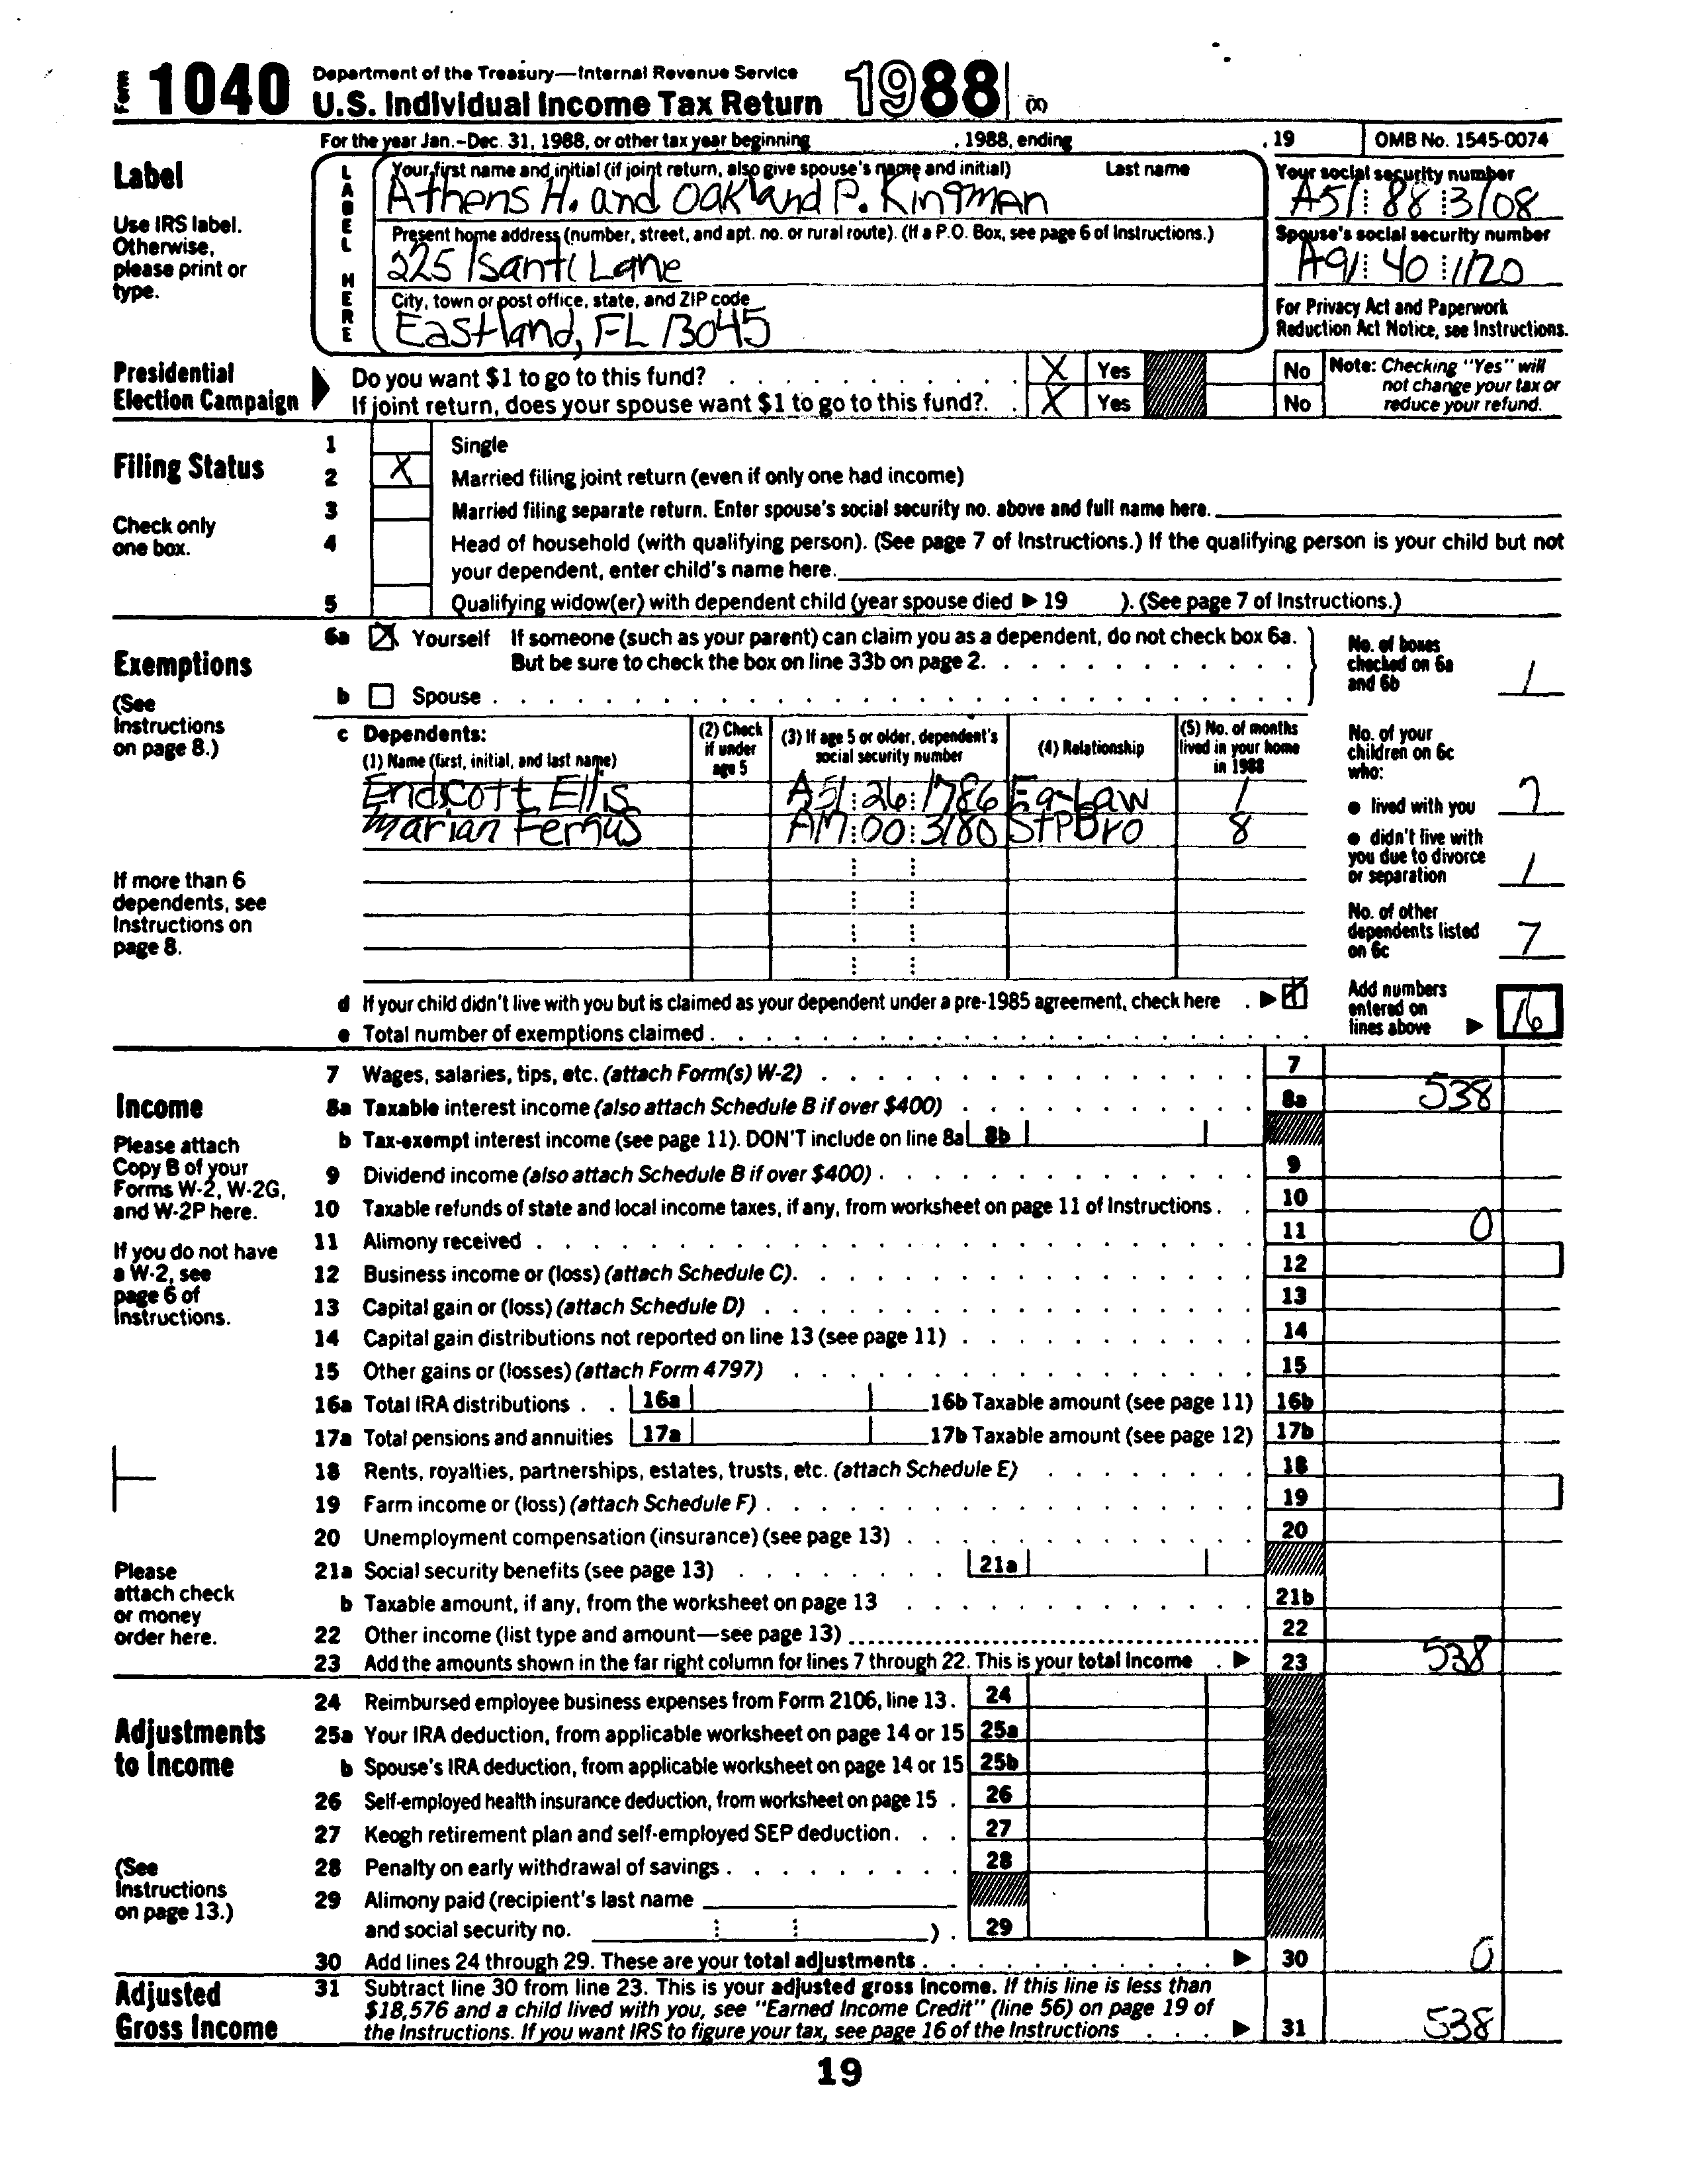 Form 1040 Department of the Treasury—Internal Revenue Service
U.S. Individual Income Tax Return 1988 (X)
For the year Jan.-Dec. 31, 1988, or other tax year beginning , 1988, ending , 19 OMB No. 1545-0074
Label
Use IRS label. Otherwise, please print or type.
LABEL HERE
Your first name and initial (if joint return, also give spouse's name and initial) Last name
Athens H. and Oakland P. Kingman
Your social security number
A51 88 3108
Present home address (number, street, and apt. no. or rural route). (If a P.O. Box, see page 6 of Instructions.)
225 Isanti Lane
Spouse's social security number
A91 40 1120
City, town or post office, state, and ZIP code
Eastland, FL 13045
For Privacy Act and Paperwork Reduction Act Notice, see Instructions.
Presidential Election Campaign
Do you want $1 to go to this fund? X Yes No
If joint return, does your spouse want $1 to go to this fund? X Yes No
Note: Checking "Yes" will not change your tax or reduce your refund.
Filing Status
Check only one box.
1 Single
2 X Married filing joint return (even if only one had income)
3 Married filing separate return. Enter spouse's social security no. above and full name here.
4 Head of household (with qualifying person). (See page 7 of Instructions.) If the qualifying person is your child but not
your dependent, enter child's name here.
5 Qualifying widow(er) with dependent child (year spouse died ▶ 19 ). (See page 7 of Instructions.)
Exemptions
(See Instructions on page 8.)
6a X Yourself If someone (such as your parent) can claim you as a dependent, do not check box 6a.
But be sure to check the box on line 33b on page 2.
b Spouse
No. of boxes checked on 6a and 6b 1
c Dependents:
(1) Name (first, initial, and last name) (2) Check if under age 5 (3) If age 5 or older, dependent's social security number (4) Relationship (5) No. of months lived in your home in 1988
Endicott Ellis A51 26 1786 Fa-Law 1
Marian Fergus AM1 00 3180 StPBro 8
If more than 6 dependents, see Instructions on page 8.
No. of your children on 6c who:
● lived with you 7
● didn't live with you due to divorce or separation 1
No. of other dependents listed on 6c 7
d If your child didn't live with you but is claimed as your dependent under a pre-1985 agreement, check here ▶
e Total number of exemptions claimed
Add numbers entered on lines above ▶ 16
Income
Please attach Copy B of your Forms W-2, W-2G, and W-2P here.
If you do not have a W-2, see page 6 of Instructions.
Please attach check or money order here.
7 Wages, salaries, tips, etc. (attach Form(s) W-2) 7
8a Taxable interest income (also attach Schedule B if over $400) 8a 538
b Tax-exempt interest income (see page 11). DON'T include on line 8a 8b
9 Dividend income (also attach Schedule B if over $400) 9
10 Taxable refunds of state and local income taxes, if any, from worksheet on page 11 of Instructions 10
11 Alimony received 11 0
12 Business income or (loss) (attach Schedule C) 12
13 Capital gain or (loss) (attach Schedule D) 13
14 Capital gain distributions not reported on line 13 (see page 11) 14
15 Other gains or (losses) (attach Form 4797) 15
16a Total IRA distributions 16a 16b Taxable amount (see page 11) 16b
17a Total pensions and annuities 17a 17b Taxable amount (see page 12) 17b
18 Rents, royalties, partnerships, estates, trusts, etc. (attach Schedule E) 18
19 Farm income or (loss) (attach Schedule F) 19
20 Unemployment compensation (insurance) (see page 13) 20
21a Social security benefits (see page 13) 21a
b Taxable amount, if any, from the worksheet on page 13 21b
22 Other income (list type and amount—see page 13) 22
23 Add the amounts shown in the far right column for lines 7 through 22. This is your total income ▶ 23 538
Adjustments to Income
(See Instructions on page 13.)
24 Reimbursed employee business expenses from Form 2106, line 13. 24
25a Your IRA deduction, from applicable worksheet on page 14 or 15 25a
b Spouse's IRA deduction, from applicable worksheet on page 14 or 15 25b
26 Self-employed health insurance deduction, from worksheet on page 15 26
27 Keogh retirement plan and self-employed SEP deduction 27
28 Penalty on early withdrawal of savings 28
29 Alimony paid (recipient's last name
and social security no. ) 29
30 Add lines 24 through 29. These are your total adjustments ▶ 30 0
Adjusted Gross Income
31 Subtract line 30 from line 23. This is your adjusted gross income. If this line is less than
$18,576 and a child lived with you, see "Earned Income Credit" (line 56) on page 19 of
the Instructions. If you want IRS to figure your tax, see page 16 of the Instructions ▶ 31 538
19